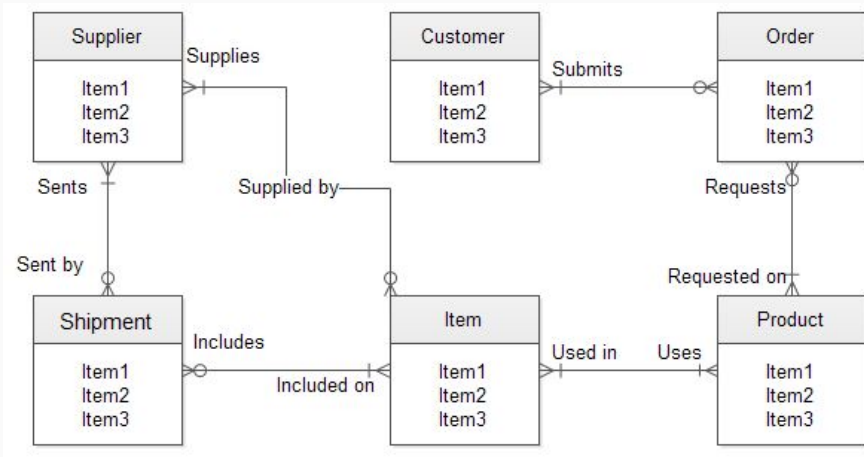 Supplier
Item1
Item2
Item3
Supplies
Customer
Item1
Item2
Item3
Submits
Order
Item1
Item2
Item3
Sents
Supplied by
Requests
Sent by
Requested on
Shipment
Item1
Item2
Item3
Includes
Included on
Item
Item1
Item2
Item3
Used in
Uses
Product
Item1
Item2
Item3